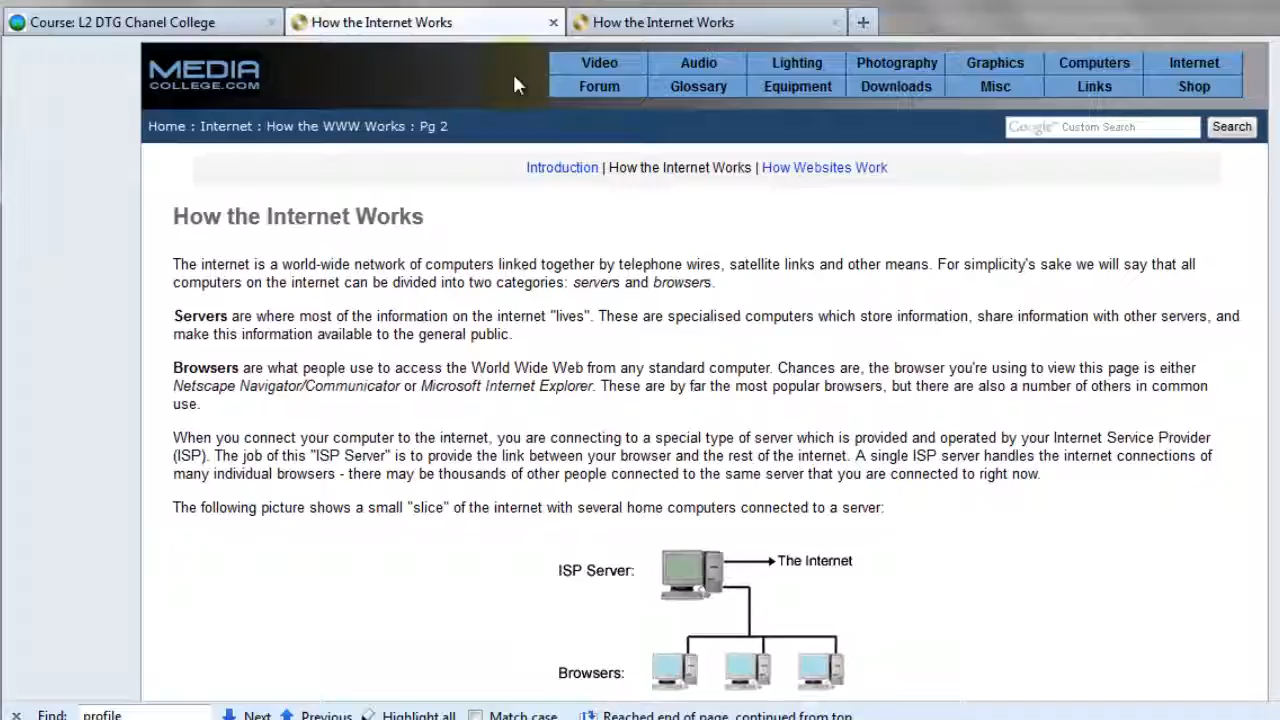 Course: L2 DTG Chanel College
How the Internet Works
How the Internet Works
MEDIA
COLLEGE.COM
Video Audio Lighting Photography Graphics Computers Internet
Forum Glossary Equipment Downloads Misc Links Shop
Home : Internet : How the WWW Works : Pg 2
Google™ Custom Search Search
Introduction | How the Internet Works | How Websites Work
How the Internet Works
The internet is a world-wide network of computers linked together by telephone wires, satellite links and other means. For simplicity's sake we will say that all
computers on the internet can be divided into two categories: servers and browsers.
Servers are where most of the information on the internet "lives". These are specialised computers which store information, share information with other servers, and
make this information available to the general public.
Browsers are what people use to access the World Wide Web from any standard computer. Chances are, the browser you're using to view this page is either
Netscape Navigator/Communicator or Microsoft Internet Explorer. These are by far the most popular browsers, but there are also a number of others in common
use.
When you connect your computer to the internet, you are connecting to a special type of server which is provided and operated by your Internet Service Provider
(ISP). The job of this "ISP Server" is to provide the link between your browser and the rest of the internet. A single ISP server handles the internet connections of
many individual browsers - there may be thousands of other people connected to the same server that you are connected to right now.
The following picture shows a small "slice" of the internet with several home computers connected to a server:
The Internet
ISP Server:
Browsers:
Find: profile Next Previous Highlight all Match case Reached end of page, continued from top